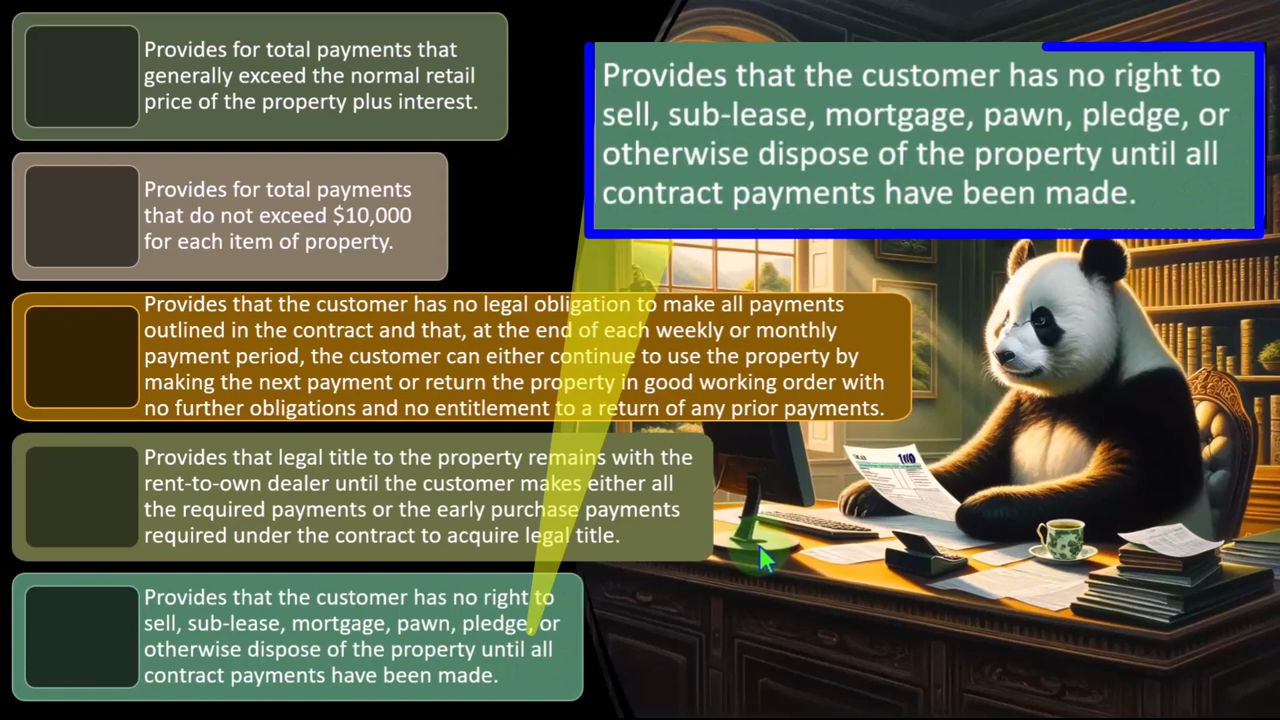 Provides for total payments that
generally exceed the normal retail
price of the property plus interest.
Provides for total payments
that do not exceed $10,000
for each item of property.
Provides that the customer has no legal obligation to make all payments
outlined in the contract and that, at the end of each weekly or monthly
payment period, the customer can either continue to use the property by
making the next payment or return the property in good working order with
no further obligations and no entitlement to a return of any prior payments.
Provides that legal title to the property remains with the
rent-to-own dealer until the customer makes either all
the required payments or the early purchase payments
required under the contract to acquire legal title.
Provides that the customer has no right to
sell, sub-lease, mortgage, pawn, pledge, or
otherwise dispose of the property until all
contract payments have been made.
Provides that the customer has no right to
sell, sub-lease, mortgage, pawn, pledge, or
otherwise dispose of the property until all
contract payments have been made.